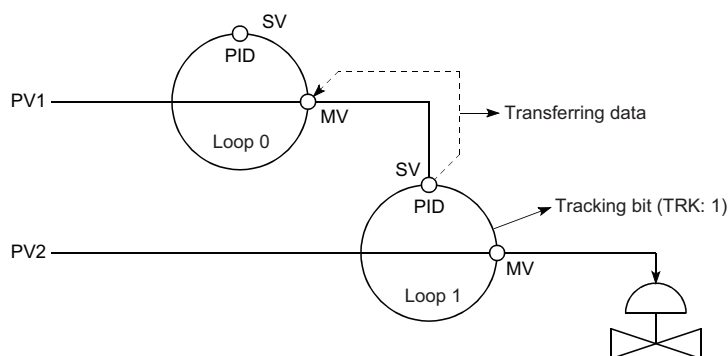 SV
PID
PV1
MV
Transferring data
Loop 0
SV
PID
Tracking bit (TRK: 1)
PV2
MV
Loop 1